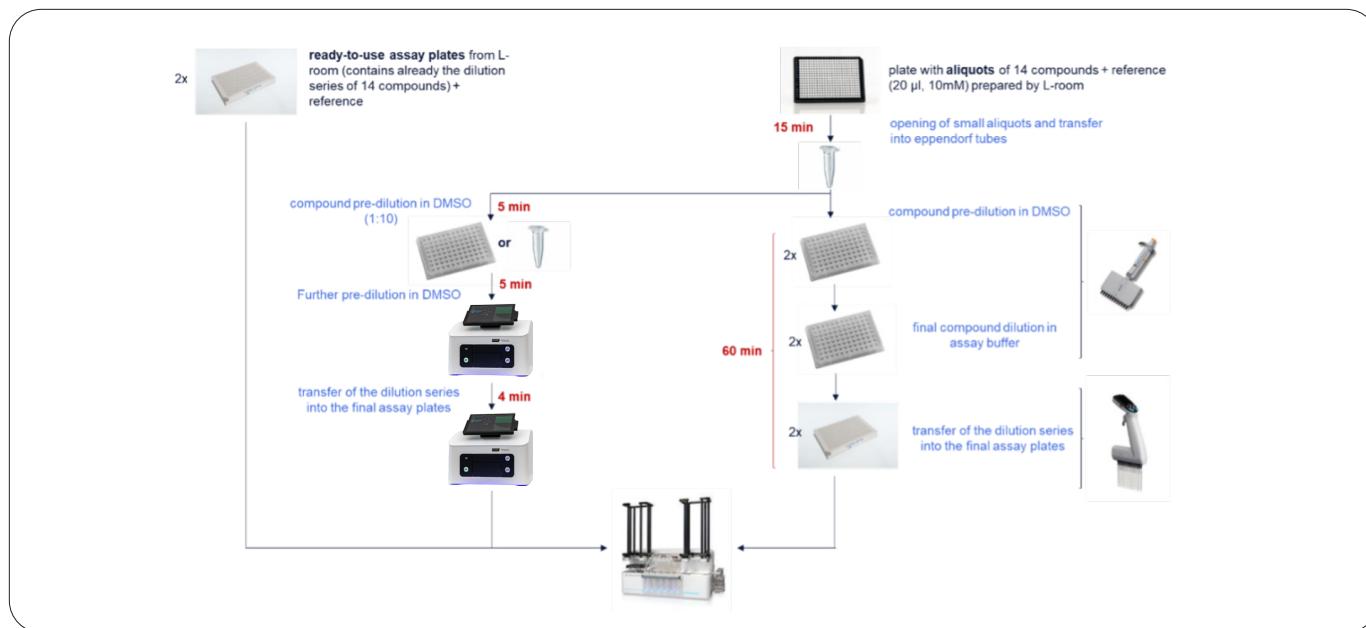 2x
ready-to-use assay plates from L-
room (contains already the dilution
series of 14 compounds) +
reference
plate with aliquots of 14 compounds + reference
(20 µl, 10mM) prepared by L-room
15 min
opening of small aliquots and transfer
into eppendorf tubes
compound pre-dilution in DMSO
(1:10)
5 min
or
5 min
Further pre-dilution in DMSO
transfer of the dilution series
into the final assay plates
4 min
compound pre-dilution in DMSO
2x
60 min
2x
final compound dilution in
assay buffer
2x
transfer of the dilution series
into the final assay plates